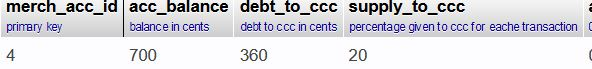 merch_acc_id acc_balance debt_to_ccc supply_to_ccc
primary key balance in cents debt to ccc in cents percentage given to ccc for eache transaction
4 700 360 20